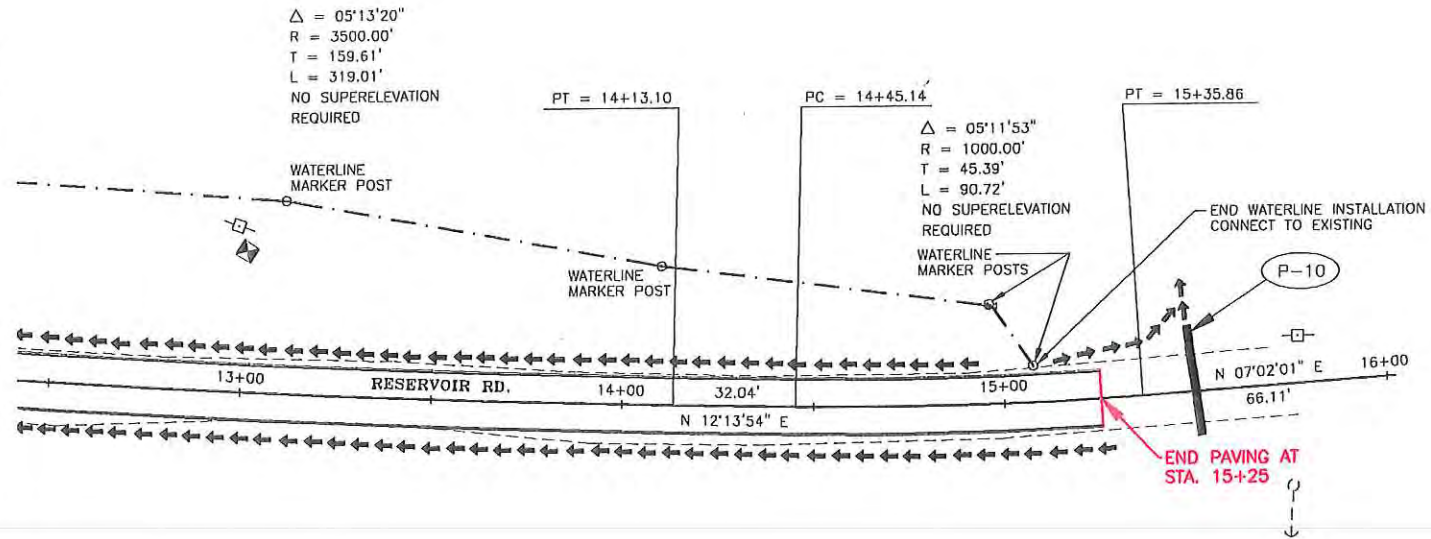 △ = 05°13'20"
R = 3500.00'
T = 159.61'
L = 319.01'
NO SUPERELEVATION
REQUIRED
PT = 14+13.10
PC = 14+45.14
PT = 15+35.86
△ = 05°11'53"
R = 1000.00'
T = 45.39'
L = 90.72'
NO SUPERELEVATION
REQUIRED
WATERLINE
MARKER POST
WATERLINE
MARKER POST
WATERLINE
MARKER POSTS
END WATERLINE INSTALLATION
CONNECT TO EXISTING
P-10
13+00
RESERVOIR RD.
14+00
32.04'
15+00
N 07°02'01" E
16+00
66.11'
N 12°13'54" E
END PAVING AT
STA. 15+25